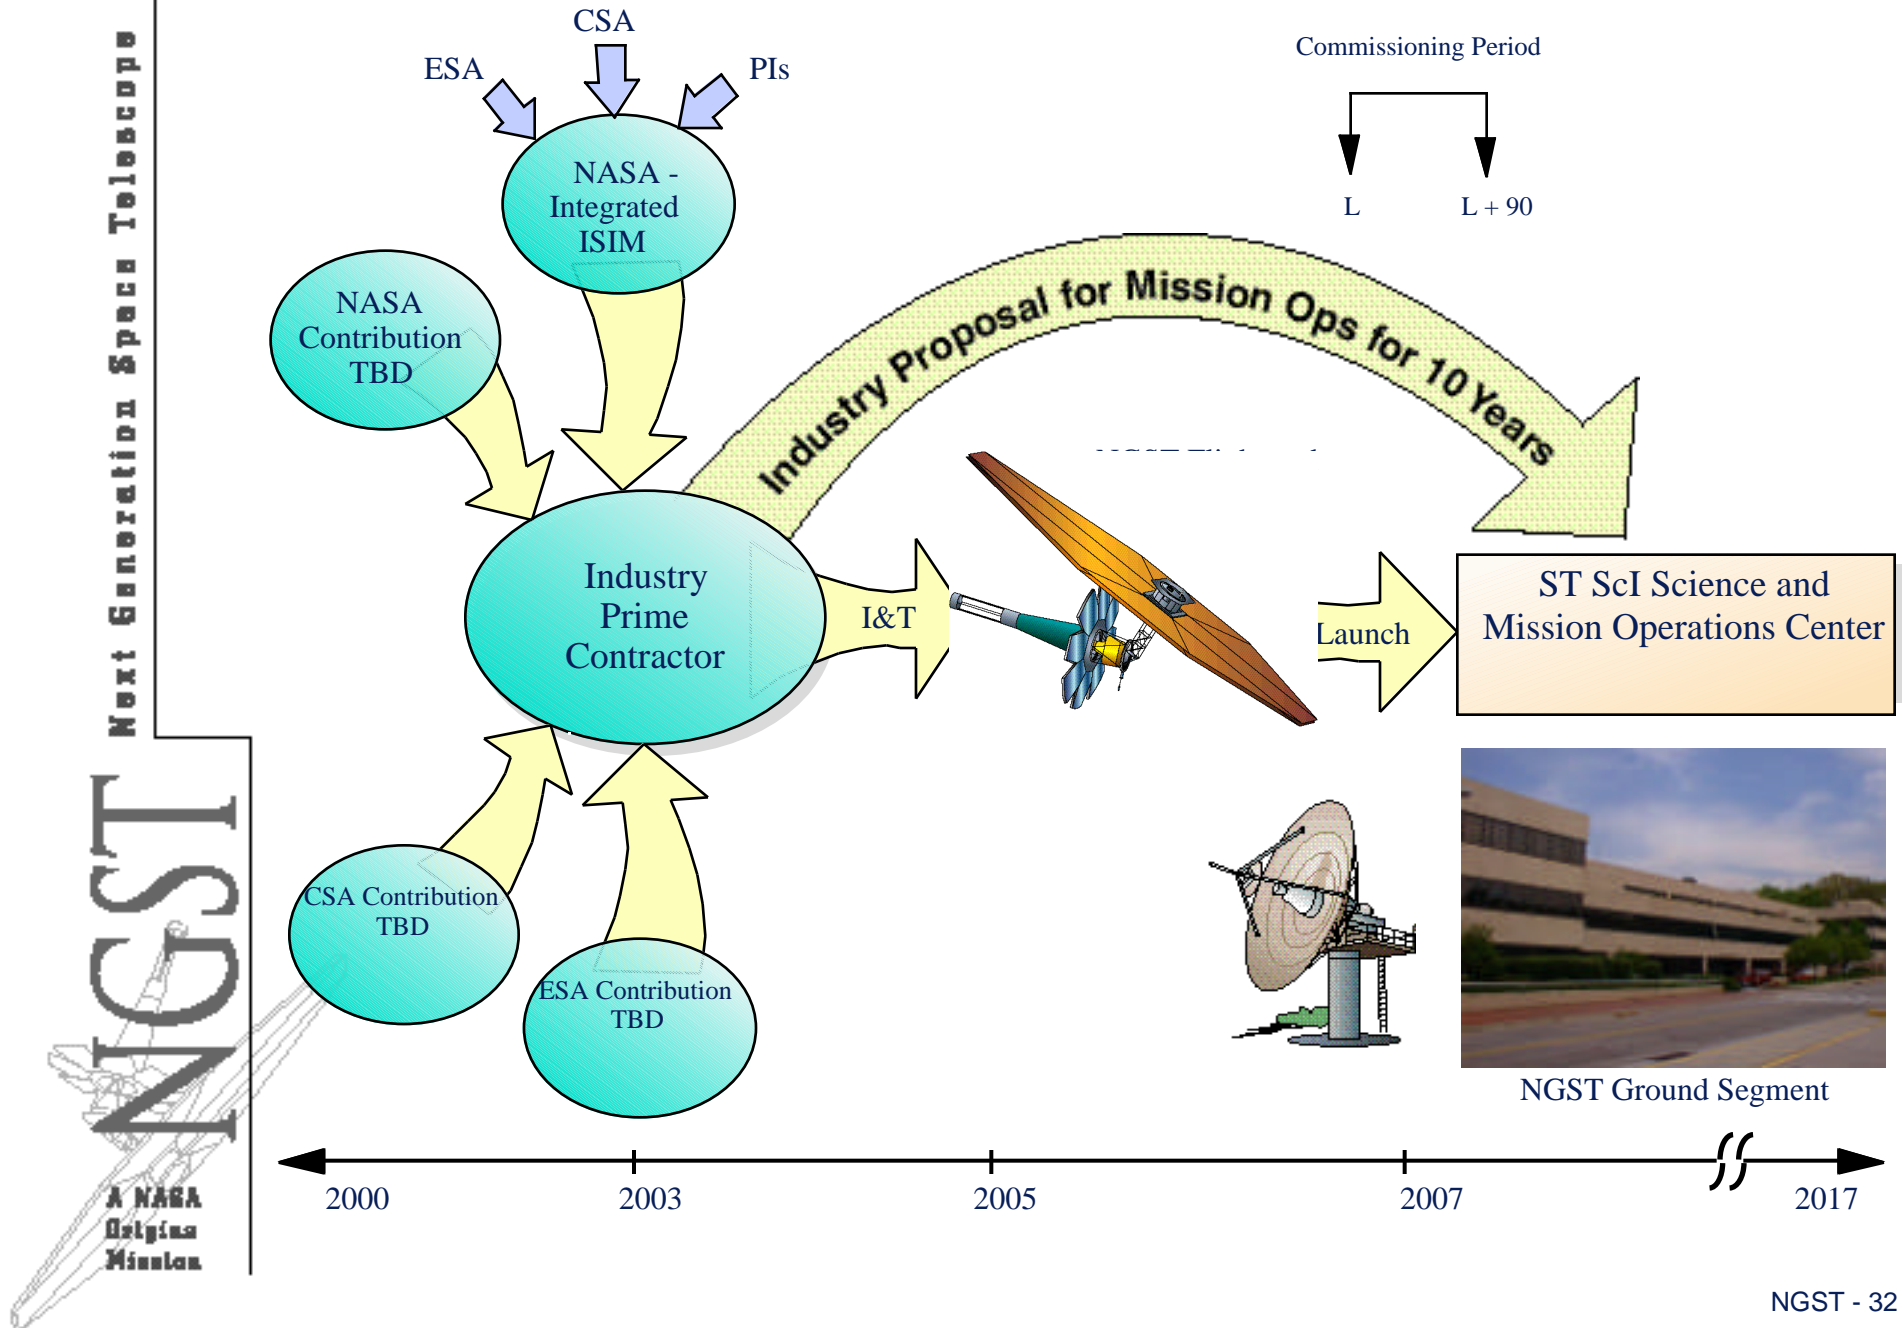 Next Generation Space Telescope
NGST
A NASA
Origins
Mission
CSA
ESA
PIs
NASA -
Integrated
ISIM
NASA
Contribution
TBD
Commissioning Period
L
L + 90
Industry Proposal for Mission Ops for 10 Years
Industry
Prime
Contractor
I&T
Launch
ST ScI Science and
Mission Operations Center
CSA Contribution
TBD
ESA Contribution
TBD
NGST Ground Segment
2000
2003
2005
2007
2017
NGST - 32